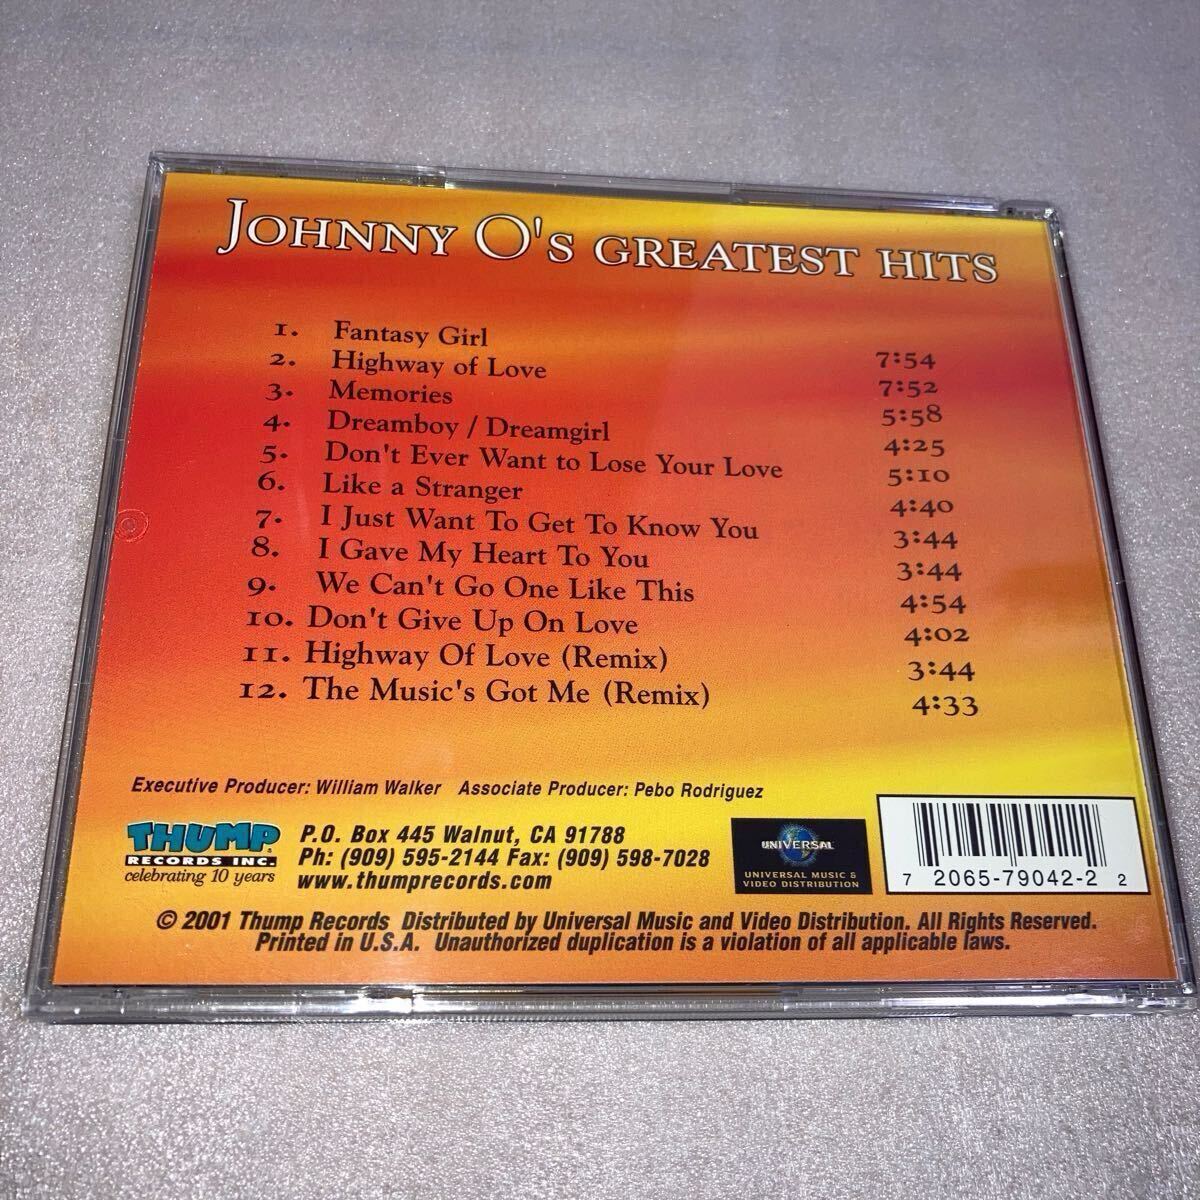 JOHNNY O'S GREATEST HITS
1. Fantasy Girl 7:54
2. Highway of Love 7:52
3. Memories 5:58
4. Dreamboy / Dreamgirl 4:25
5. Don't Ever Want to Lose Your Love 5:10
6. Like a Stranger 4:40
7. I Just Want To Get To Know You 3:44
8. I Gave My Heart To You 3:44
9. We Can't Go One Like This 4:54
10. Don't Give Up On Love 4:02
11. Highway Of Love (Remix) 3:44
12. The Music's Got Me (Remix) 4:33
Executive Producer: William Walker Associate Producer: Pebo Rodriguez
THUMP
RECORDS INC.
celebrating 10 years
P.O. Box 445 Walnut, CA 91788
Ph: (909) 595-2144 Fax: (909) 598-7028
www.thumprecords.com
UNIVERSAL
UNIVERSAL MUSIC &
VIDEO DISTRIBUTION
7 2065-79042-2 2
© 2001 Thump Records Distributed by Universal Music and Video Distribution. All Rights Reserved.
Printed in U.S.A. Unauthorized duplication is a violation of all applicable laws.